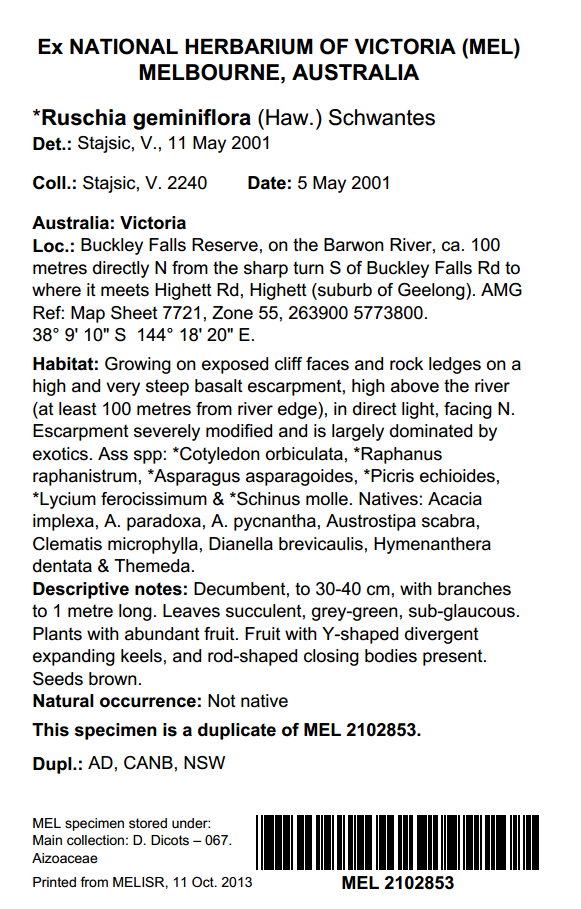 Ex NATIONAL HERBARIUM OF VICTORIA (MEL)
MELBOURNE, AUSTRALIA
*Ruschia geminiflora (Haw.) Schwantes
Det.: Stajsic, V., 11 May 2001
Coll.: Stajsic, V. 2240 Date: 5 May 2001
Australia: Victoria
Loc.: Buckley Falls Reserve, on the Barwon River, ca. 100
metres directly N from the sharp turn S of Buckley Falls Rd to
where it meets Highett Rd, Highett (suburb of Geelong). AMG
Ref: Map Sheet 7721, Zone 55, 263900 5773800.
38° 9' 10" S 144° 18' 20" E.
Habitat: Growing on exposed cliff faces and rock ledges on a
high and very steep basalt escarpment, high above the river
(at least 100 metres from river edge), in direct light, facing N.
Escarpment severely modified and is largely dominated by
exotics. Ass spp: *Cotyledon orbiculata, *Raphanus
raphanistrum, *Asparagus asparagoides, *Picris echioides,
*Lycium ferocissimum & *Schinus molle. Natives: Acacia
implexa, A. paradoxa, A. pycnantha, Austrostipa scabra,
Clematis microphylla, Dianella brevicaulis, Hymenanthera
dentata & Themeda.
Descriptive notes: Decumbent, to 30-40 cm, with branches
to 1 metre long. Leaves succulent, grey-green, sub-glaucous.
Plants with abundant fruit. Fruit with Y-shaped divergent
expanding keels, and rod-shaped closing bodies present.
Seeds brown.
Natural occurrence: Not native
This specimen is a duplicate of MEL 2102853.
Dupl.: AD, CANB, NSW
MEL specimen stored under:
Main collection: D. Dicots – 067.
Aizoaceae
Printed from MELISR, 11 Oct. 2013
MEL 2102853